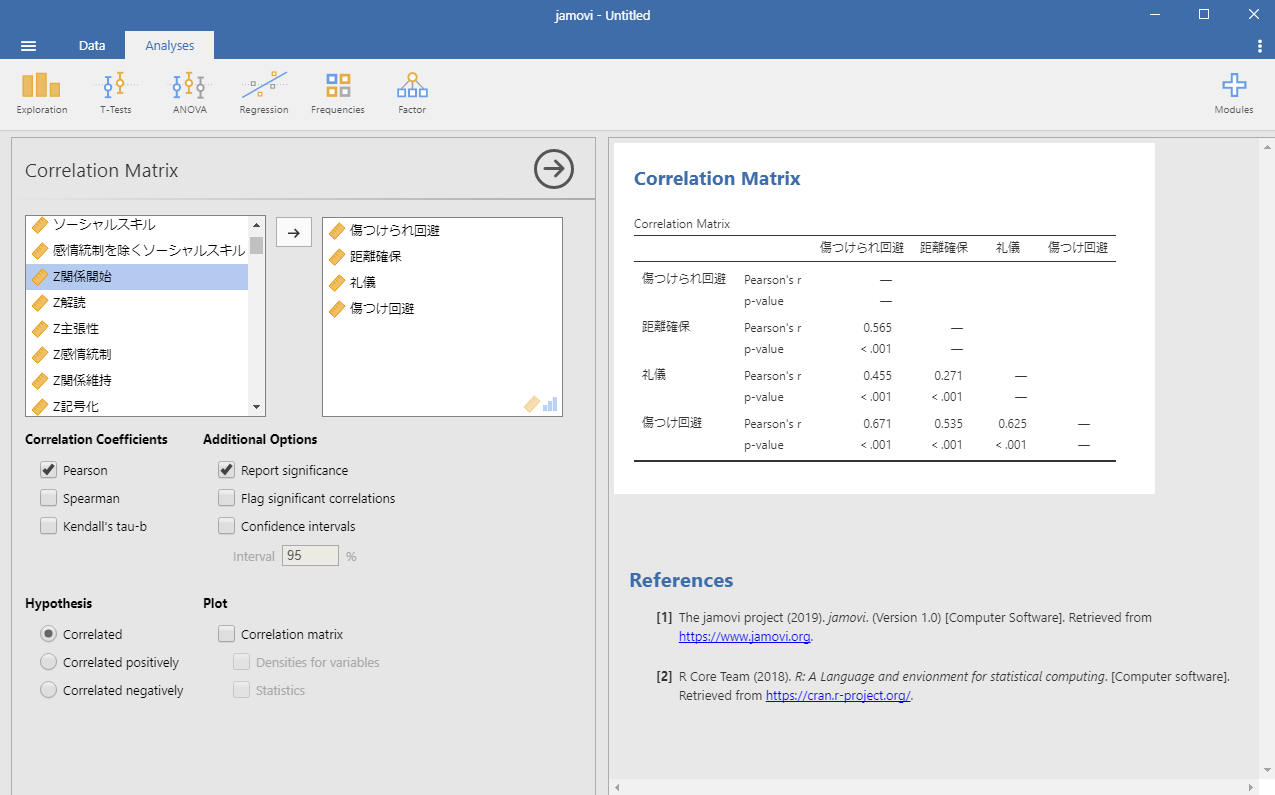 jamovi - Untitled
Data Analyses
Exploration T-Tests ANOVA Regression Frequencies Factor Modules
Correlation Matrix
ソーシャルスキル
感情統制を除くソーシャルスキル
Z関係開始
Z解読
Z主張性
Z感情統制
Z関係維持
Z記号化
傷つけられ回避
距離確保
礼儀
傷つけ回避
Correlation Coefficients
Pearson
Spearman
Kendall's tau-b
Additional Options
Report significance
Flag significant correlations
Confidence intervals
Interval 95 %
Hypothesis
Correlated
Correlated positively
Correlated negatively
Plot
Correlation matrix
Densities for variables
Statistics
Correlation Matrix
Correlation Matrix
傷つけられ回避 距離確保 礼儀 傷つけ回避
傷つけられ回避 Pearson's r —
p-value —
距離確保 Pearson's r 0.565 —
p-value < .001 —
礼儀 Pearson's r 0.455 0.271 —
p-value < .001 < .001 —
傷つけ回避 Pearson's r 0.671 0.535 0.625 —
p-value < .001 < .001 < .001 —
References
[1] The jamovi project (2019). jamovi. (Version 1.0) [Computer Software]. Retrieved from
https://www.jamovi.org.
[2] R Core Team (2018). R: A Language and envionment for statistical computing. [Computer software].
Retrieved from https://cran.r-project.org/.